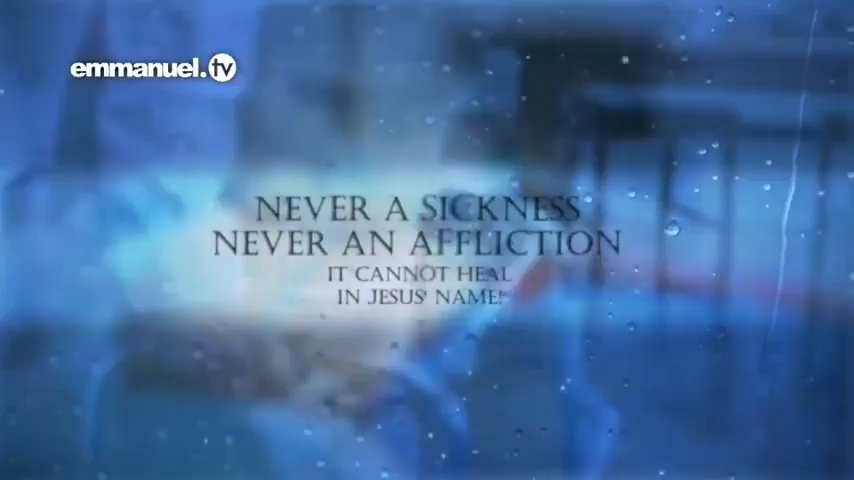 emmanuel.tv
NEVER A SICKNESS
NEVER AN AFFLICTION
IT CANNOT HEAL
IN JESUS' NAME!